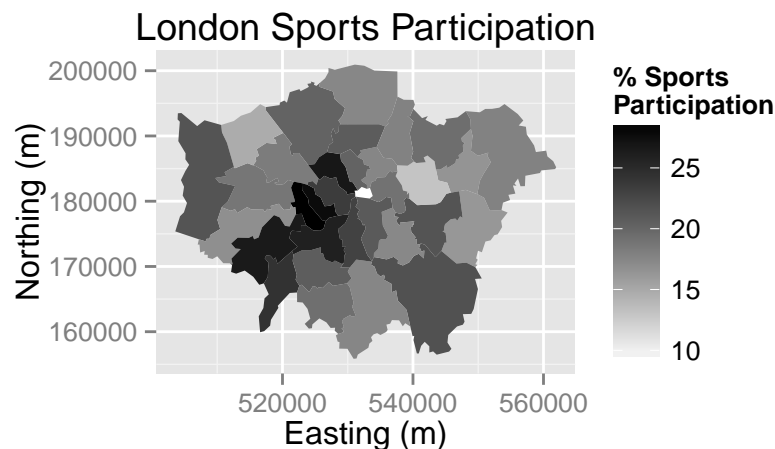 London Sports Participation
200000
190000
180000
170000
160000
Northing (m)
520000 540000 560000
Easting (m)
% Sports
Participation
25
20
15
10